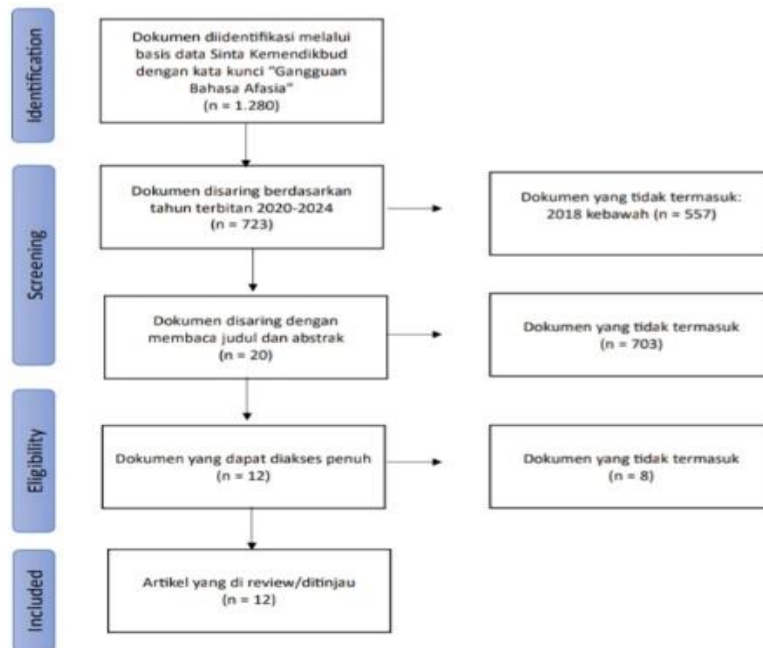 Identification
Dokumen diidentifikasi melalui
basis data Sinta Kemendikbud
dengan kata kunci "Gangguan
Bahasa Afasia"
(n = 1.280)
Screening
Dokumen disaring berdasarkan
tahun terbitan 2020-2024
(n = 723)
Dokumen yang tidak termasuk:
2018 kebawah (n = 557)
Dokumen disaring dengan
membaca judul dan abstrak
(n = 20)
Dokumen yang tidak termasuk
(n = 703)
Eligibility
Dokumen yang dapat diakses penuh
(n = 12)
Dokumen yang tidak termasuk
(n = 8)
Included
Artikel yang di review/ditinjau
(n = 12)